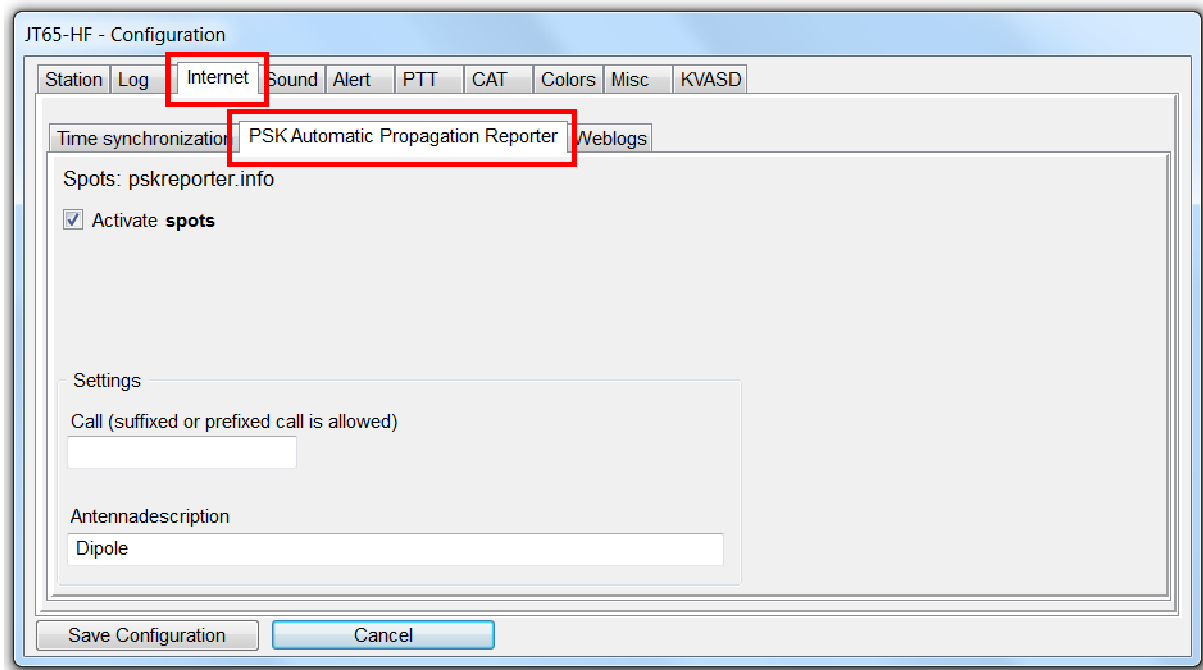 JT65-HF - Configuration
Station Log Internet Sound Alert PTT CAT Colors Misc KVASD
Time synchronization PSK Automatic Propagation Reporter Weblogs
Spots: pskreporter.info
Activate spots
Settings
Call (suffixed or prefixed call is allowed)
Antennadescription
Dipole
Save Configuration Cancel